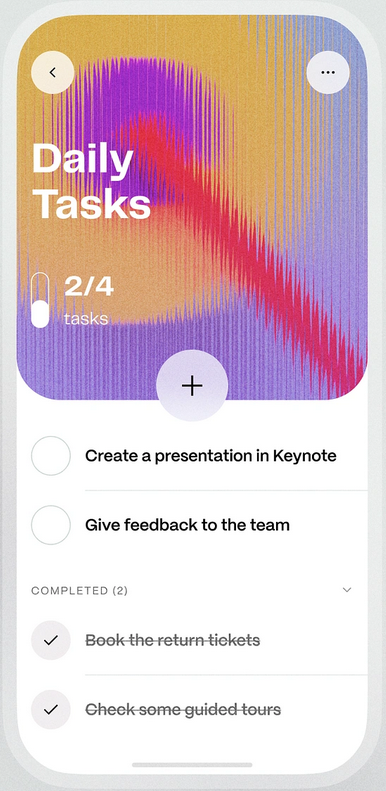 Daily
Tasks
2/4
tasks
Create a presentation in Keynote
Give feedback to the team
COMPLETED (2)
Book the return tickets
Check some guided tours